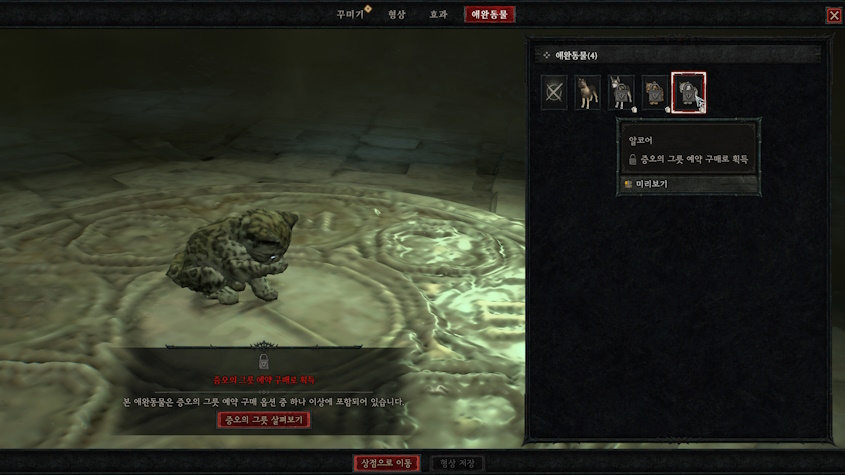 꾸미기
형상
효과
애완동물
애완동물(4)
알코어
증오의 그릇 예약 구매로 획득
미리보기
증오의 그릇 예약 구매로 획득
본 애완동물은 증오의 그릇 예약 구매 옵션 중 하나 이상에 포함되어 있습니다.
증오의 그릇 살펴보기
상점으로 이동
형상 저장